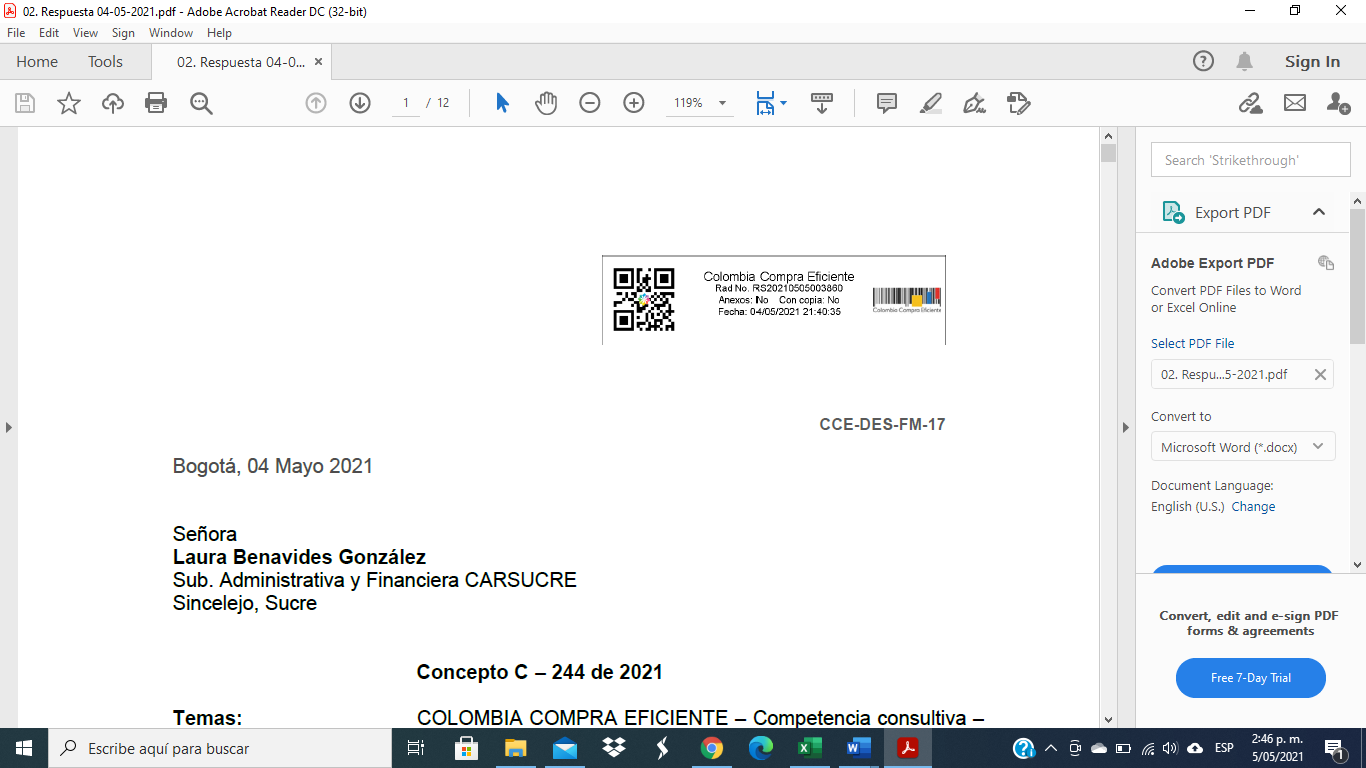 02. Respuesta 04-05-2021.pdf - Adobe Acrobat Reader DC (32-bit)
File Edit View Sign Window Help
Home Tools 02. Respuesta 04-0... × Sign In
1 / 12 119%
Search 'Strikethrough'
Export PDF
Adobe Export PDF
Convert PDF Files to Word
or Excel Online
Select PDF File
02. Respu...5-2021.pdf
Convert to
Microsoft Word (*.docx)
Document Language:
English (U.S.) Change
Convert, edit and e-sign PDF
forms & agreements
Free 7-Day Trial
Colombia Compra Eficiente
Rad No. RS20210505003860
Anexos: No Con copia: No
Fecha: 04/05/2021 21:40:35
Colombia Compra Eficiente
CCE-DES-FM-17
Bogotá, 04 Mayo 2021
Señora
Laura Benavides González
Sub. Administrativa y Financiera CARSUCRE
Sincelejo, Sucre
Concepto C – 244 de 2021
Temas: COLOMBIA COMPRA EFICIENTE – Competencia consultiva –
Escribe aquí para buscar
ESP
2:46 p. m.
5/05/2021
1